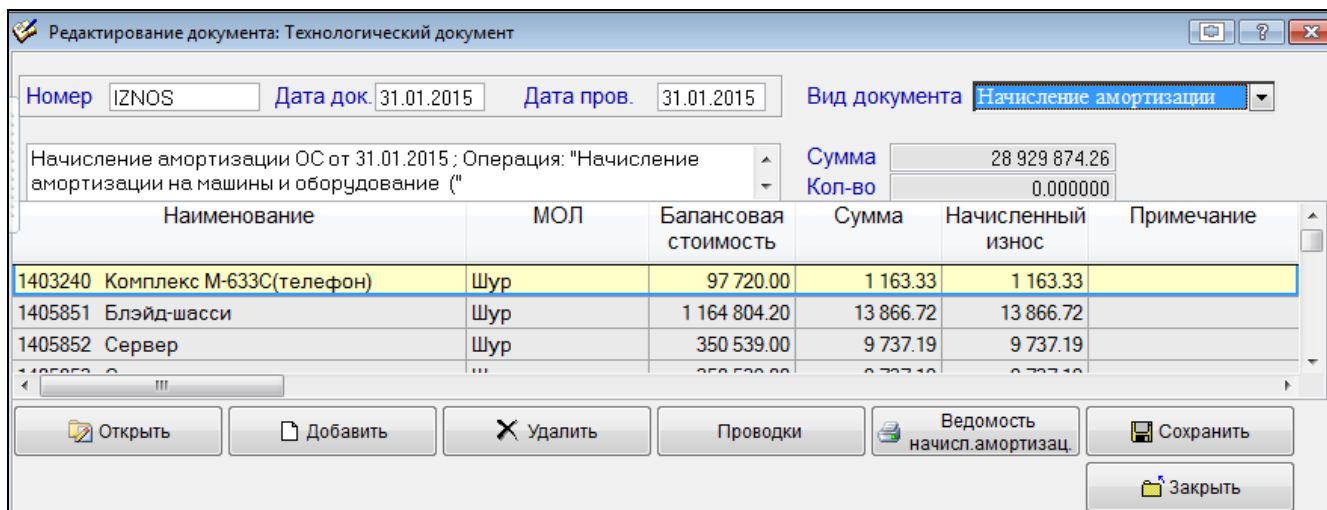 Редактирование документа: Технологический документ
Номер IZNOS Дата док. 31.01.2015 Дата пров. 31.01.2015 Вид документа Начисление амортизации
Начисление амортизации ОС от 31.01.2015 ; Операция: "Начисление
амортизации на машины и оборудование ("
Сумма 28 929 874.26
Кол-во 0.000000
Наименование МОЛ Балансовая стоимость Сумма Начисленный износ Примечание
1403240 Комплекс М-633С(телефон) Шур 97 720.00 1 163.33 1 163.33
1405851 Блэйд-шасси Шур 1 164 804.20 13 866.72 13 866.72
1405852 Сервер Шур 350 539.00 9 737.19 9 737.19
Открыть Добавить Удалить Проводки Ведомость начисл.амортизац. Сохранить
Закрыть